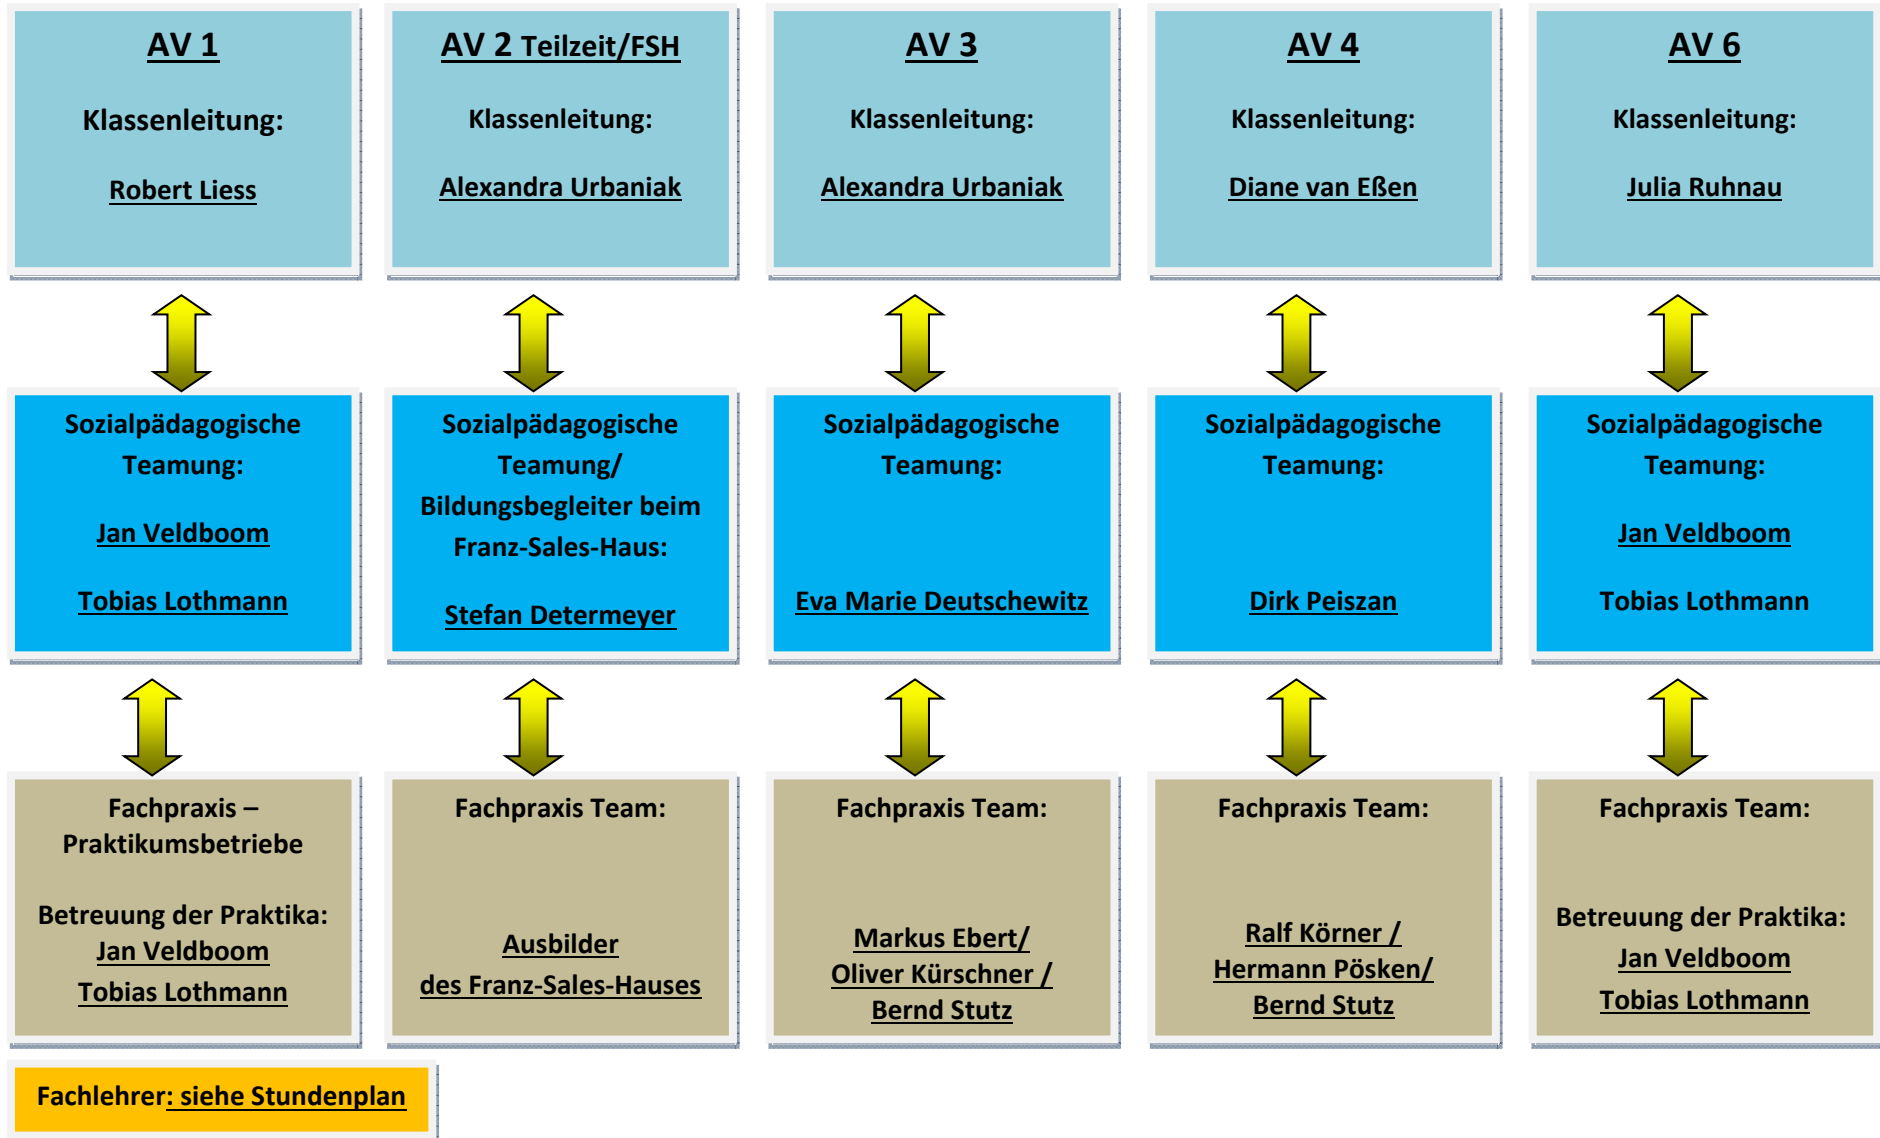 AV 1
Klassenleitung:
Robert Liess
AV 2 Teilzeit/FSH
Klassenleitung:
Alexandra Urbaniak
AV 3
Klassenleitung:
Alexandra Urbaniak
AV 4
Klassenleitung:
Diane van Eßen
AV 6
Klassenleitung:
Julia Ruhnau
Sozialpädagogische
Teamung:
Jan Veldboom
Tobias Lothmann
Sozialpädagogische
Teamung/
Bildungsbegleiter beim
Franz-Sales-Haus:
Stefan Determeyer
Sozialpädagogische
Teamung:
Eva Marie Deutschewitz
Sozialpädagogische
Teamung:
Dirk Peiszan
Sozialpädagogische
Teamung:
Jan Veldboom
Tobias Lothmann
Fachpraxis –
Praktikumsbetriebe
Betreuung der Praktika:
Jan Veldboom
Tobias Lothmann
Fachpraxis Team:
Ausbilder
des Franz-Sales-Hauses
Fachpraxis Team:
Markus Ebert/
Oliver Kürschner /
Bernd Stutz
Fachpraxis Team:
Ralf Körner /
Hermann Pösken/
Bernd Stutz
Fachpraxis Team:
Betreuung der Praktika:
Jan Veldboom
Tobias Lothmann
Fachlehrer: siehe Stundenplan